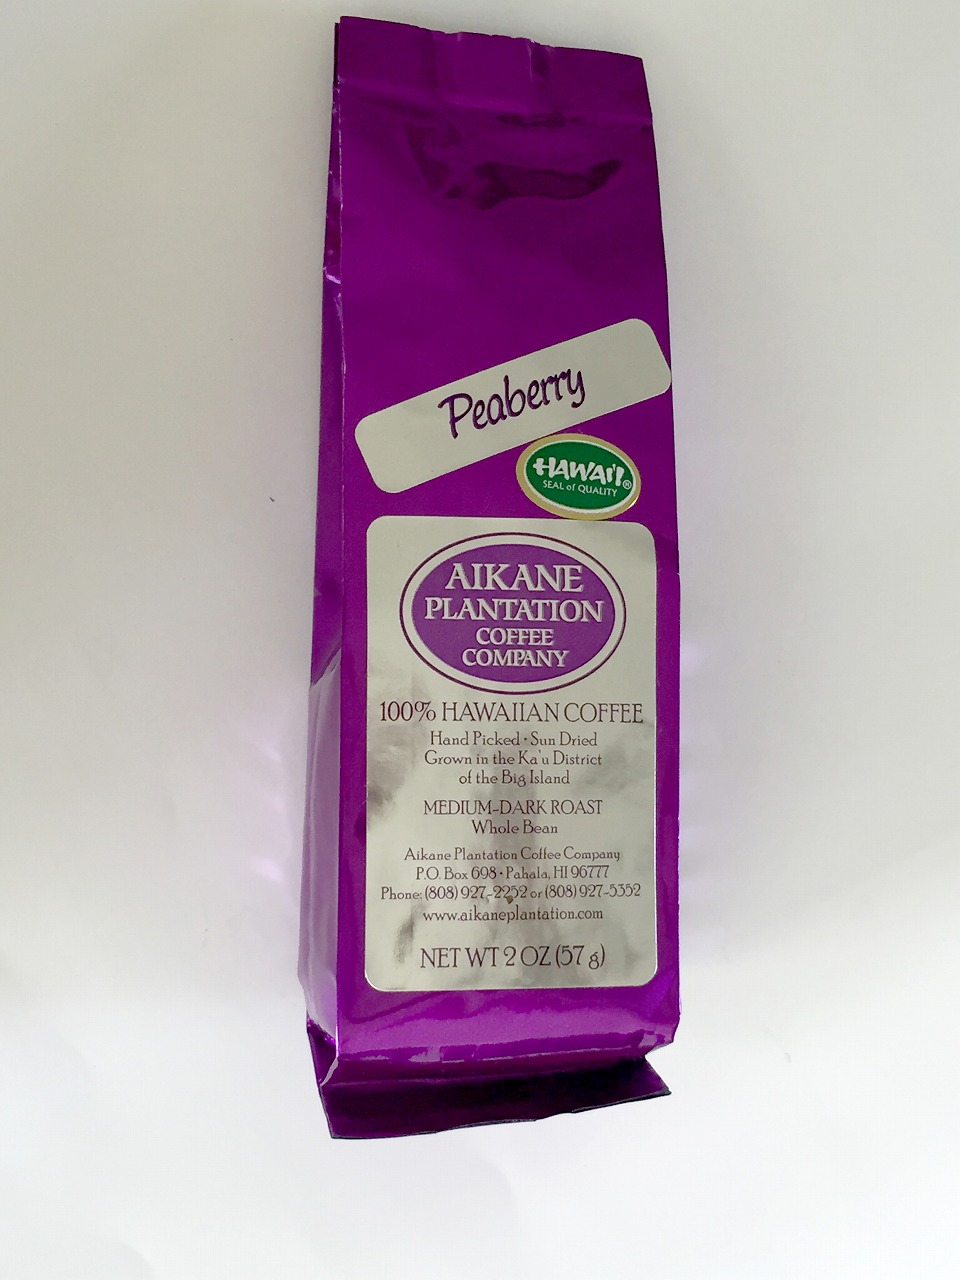 Peaberry
HAWAI'I®
SEAL of QUALITY
AIKANE
PLANTATION
COFFEE
COMPANY
100% HAWAIIAN COFFEE
Hand Picked • Sun Dried
Grown in the Ka'u District
of the Big Island
MEDIUM-DARK ROAST
Whole Bean
Aikane Plantation Coffee Company
P.O. Box 698 • Pahala, HI 96777
Phone: (808) 927-2252 or (808) 927-5352
www.aikaneplantation.com
NET WT 2 OZ (57 g)